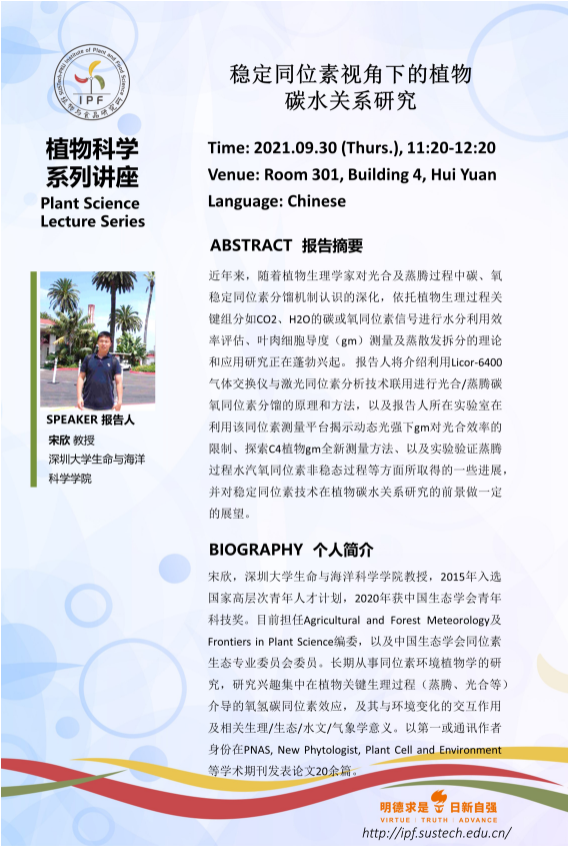 IPF
稳定同位素视角下的植物
碳水关系研究
植物科学
系列讲座
Plant Science
Lecture Series
Time: 2021.09.30 (Thurs.), 11:20-12:20
Venue: Room 301, Building 4, Hui Yuan
Language: Chinese
ABSTRACT 报告摘要
近年来，随着植物生理学家对光合及蒸腾过程中碳、氧
稳定同位素分馏机制认识的深化，依托植物生理过程关
键组分如CO2、H2O的碳或氧同位素信号进行水分利用效
率评估、叶肉细胞导度（gm）测量及蒸散发拆分的理论
和应用研究正在蓬勃兴起。 报告人将介绍利用Licor-6400
气体交换仪与激光同位素分析技术联用进行光合/蒸腾碳
氧同位素分馏的原理和方法，以及报告人所在实验室在
利用该同位素测量平台揭示动态光强下gm对光合效率的
限制、探索C4植物gm全新测量方法、以及实验验证蒸腾
过程水汽氧同位素非稳态过程等方面所取得的一些进展，
并对稳定同位素技术在植物碳水关系研究的前景做一定
的展望。
SPEAKER 报告人
宋欣 教授
深圳大学生命与海洋
科学学院
BIOGRAPHY 个人简介
宋欣，深圳大学生命与海洋科学学院教授，2015年入选
国家高层次青年人才计划，2020年获中国生态学会青年
科技奖。目前担任Agricultural and Forest Meteorology及
Frontiers in Plant Science编委，以及中国生态学会同位素
生态专业委员会委员。长期从事同位素环境植物学的研
究，研究兴趣集中在植物关键生理过程（蒸腾、光合等）
介导的氧氢碳同位素效应，及其与环境变化的交互作用
及相关生理/生态/水文/气象学意义。以第一或通讯作者
身份在PNAS, New Phytologist, Plant Cell and Environment
等学术期刊发表论文20余篇。
明德求是 日新自强
VIRTUE TRUTH ADVANCE
http://ipf.sustech.edu.cn/